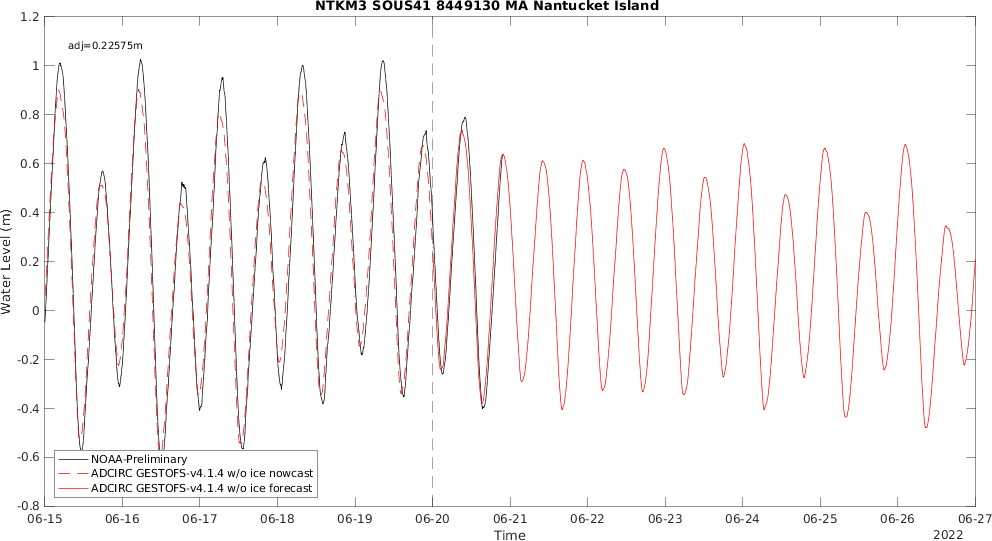 NTKM3 SOUS41 8449130 MA Nantucket Island
adj=0.22575m
1.2
1
0.8
0.6
0.4
0.2
0
-0.2
-0.4
-0.6
-0.8
Water Level (m)
NOAA-Preliminary
ADCIRC GESTOFS-v4.1.4 w/o ice nowcast
ADCIRC GESTOFS-v4.1.4 w/o ice forecast
06-15 06-16 06-17 06-18 06-19 06-20 06-21 06-22 06-23 06-24 06-25 06-26 06-27
Time
2022